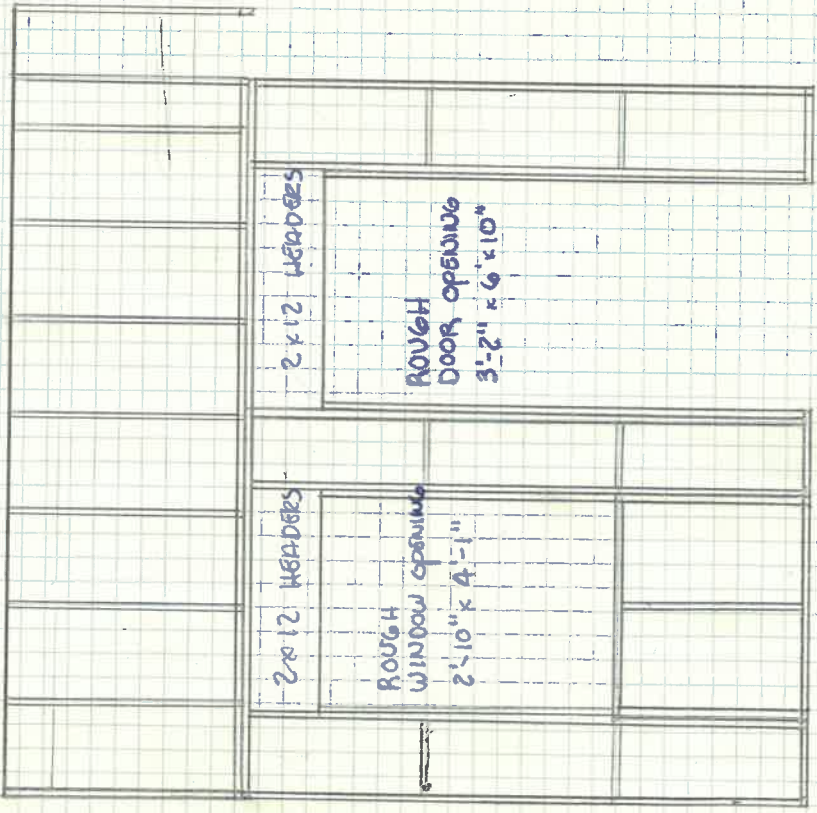 2x12 HEADERS
ROUGH
DOOR OPENING
3'-2" x 6'x10"
2x12 HEADERS
ROUGH
WINDOW OPENING
2'-10" x 4'-1"